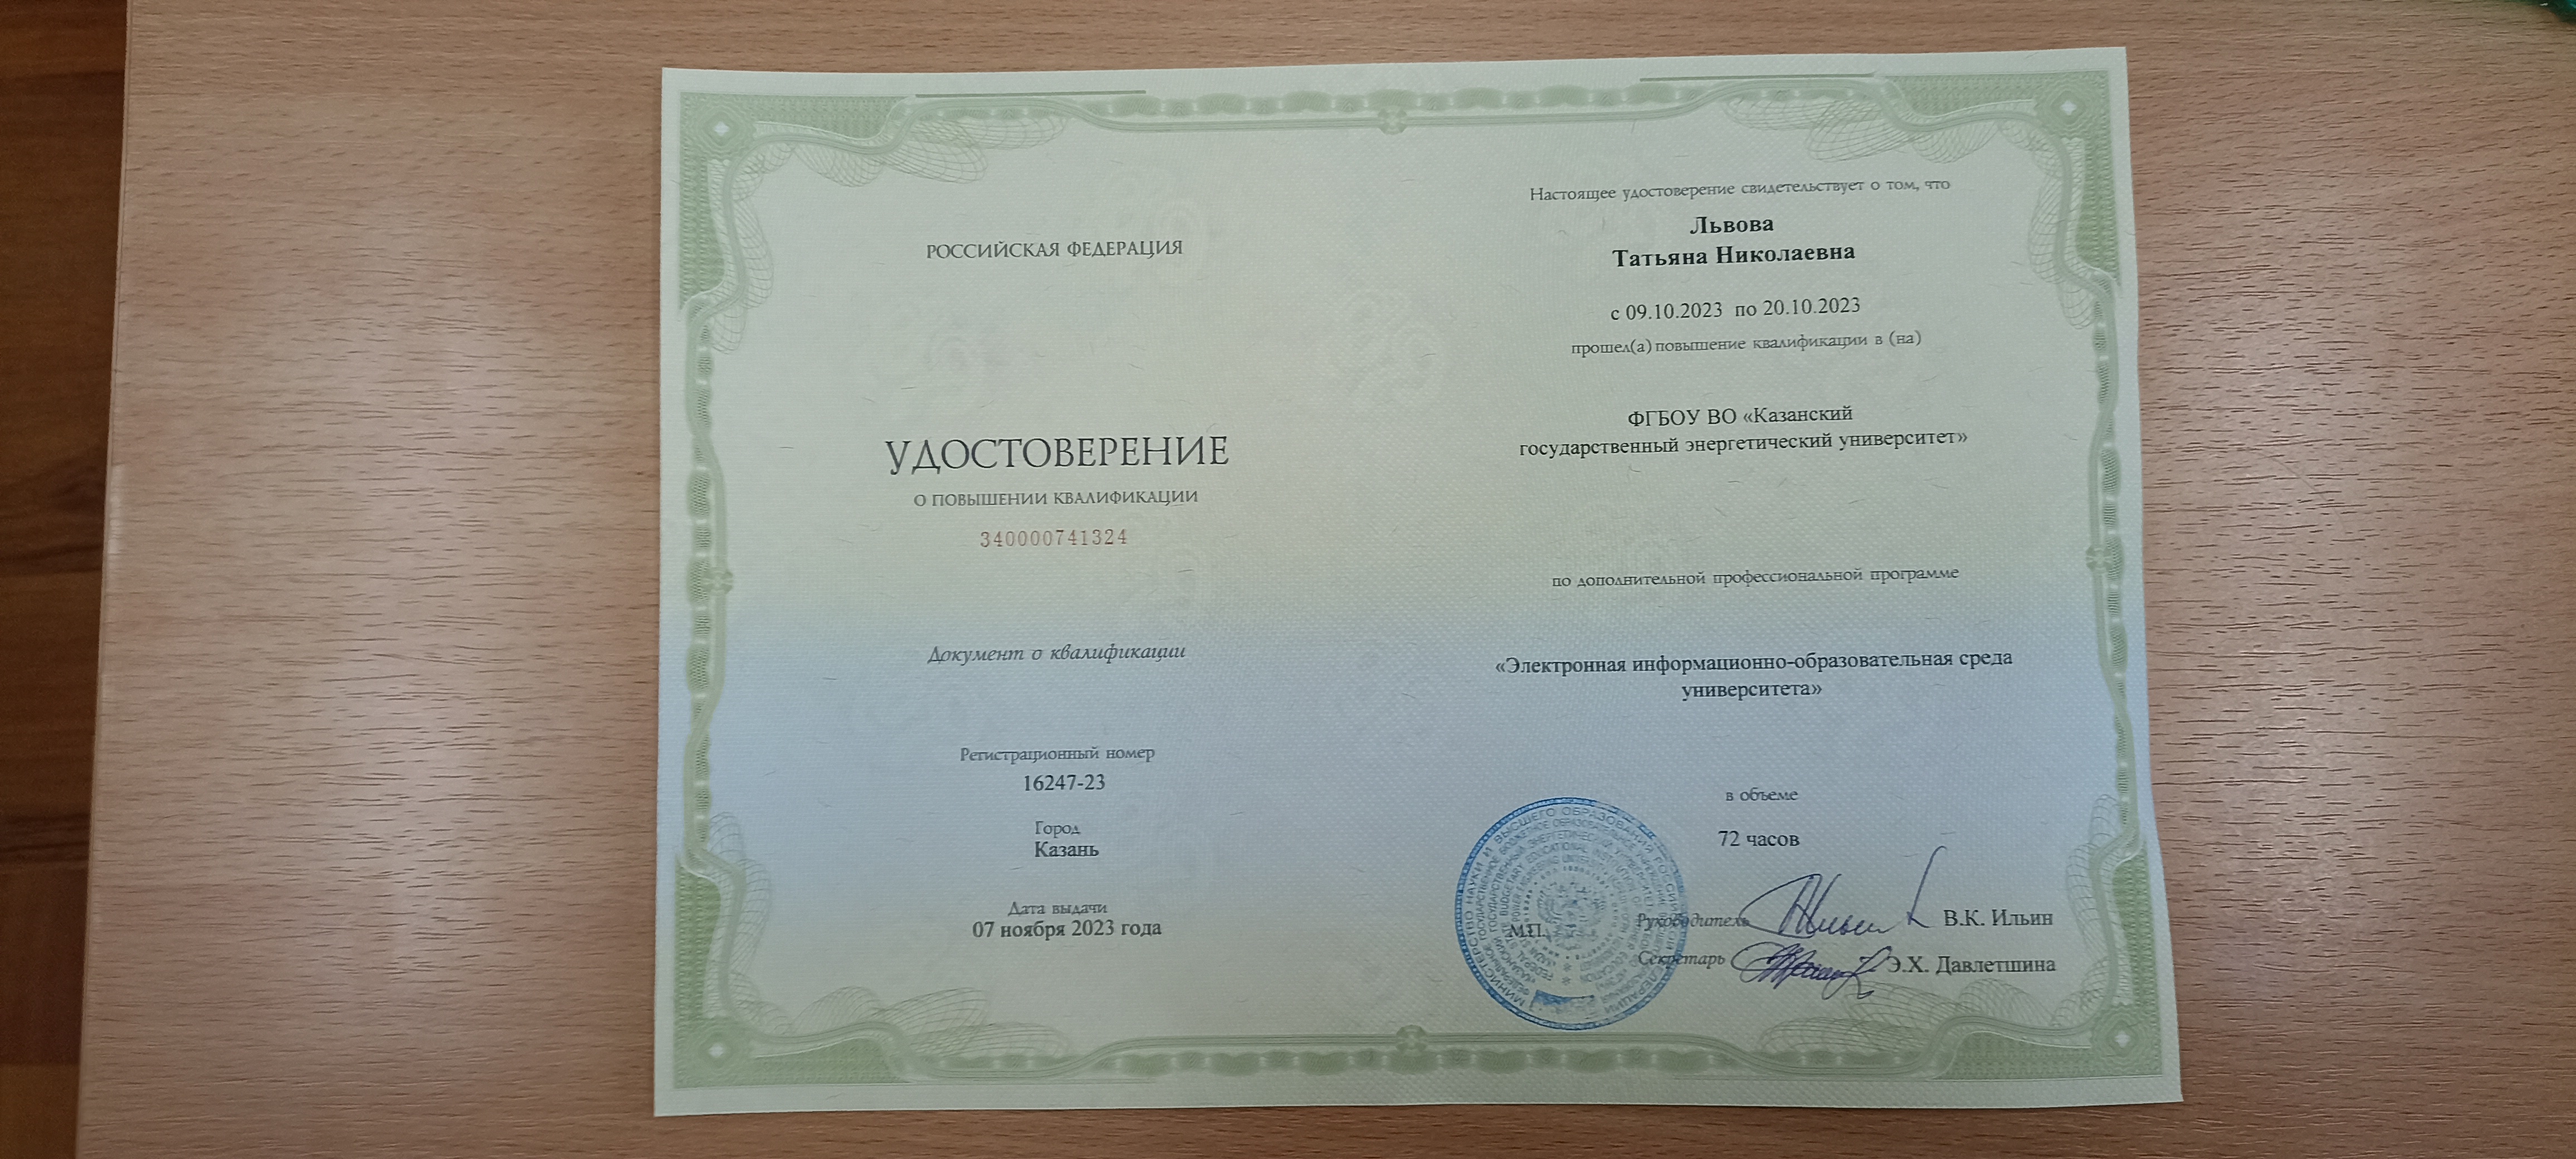 РОССИЙСКАЯ ФЕДЕРАЦИЯ
УДОСТОВЕРЕНИЕ
О ПОВЫШЕНИИ КВАЛИФИКАЦИИ
340000741324
Документ о квалификации
Регистрационный номер
16247-23
Город
Казань
Дата выдачи
07 ноября 2023 года
Настоящее удостоверение свидетельствует о том, что
Львова
Татьяна Николаевна
с 09.10.2023 по 20.10.2023
прошел(а) повышение квалификации в (на)
ФГБОУ ВО «Казанский
государственный энергетический университет»
по дополнительной профессиональной программе
«Электронная информационно-образовательная среда
университета»
в объеме
72 часов
М.П.
Руководитель
В.К. Ильин
Секретарь
Э.Х. Давлетшина